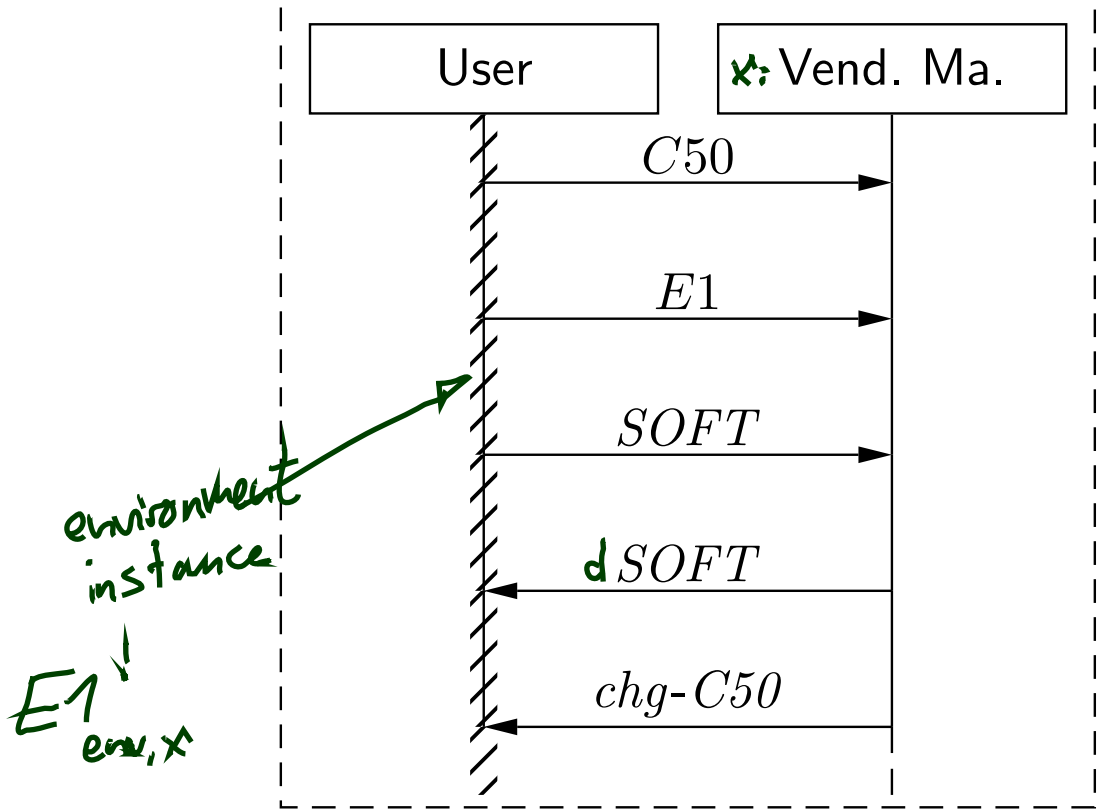 User
x: Vend. Ma.
C50
E1
SOFT
environment
instance
dSOFT
E1
env,x
chg-C50